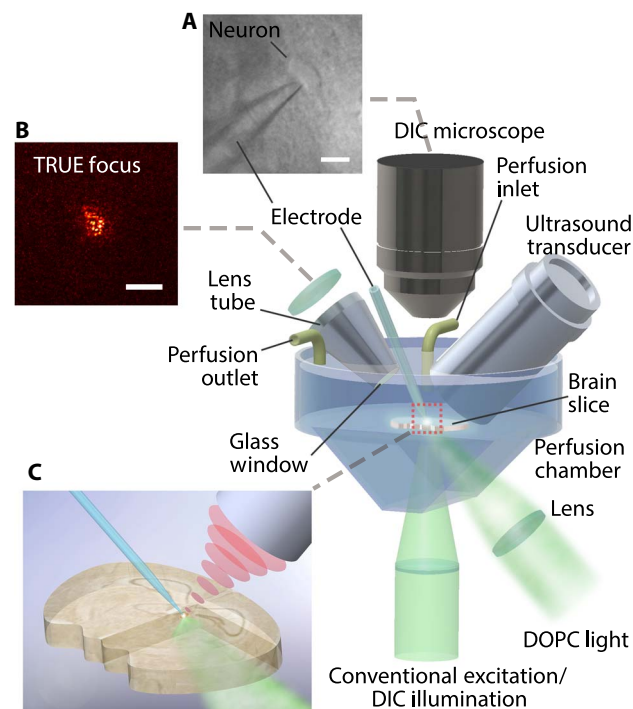 A
Neuron
DIC microscope
B
TRUE focus
Perfusion
inlet
Electrode
Ultrasound
transducer
Lens
tube
Perfusion
outlet
Brain
slice
Glass
window
Perfusion
chamber
C
Lens
DOPC light
Conventional excitation/
DIC illumination